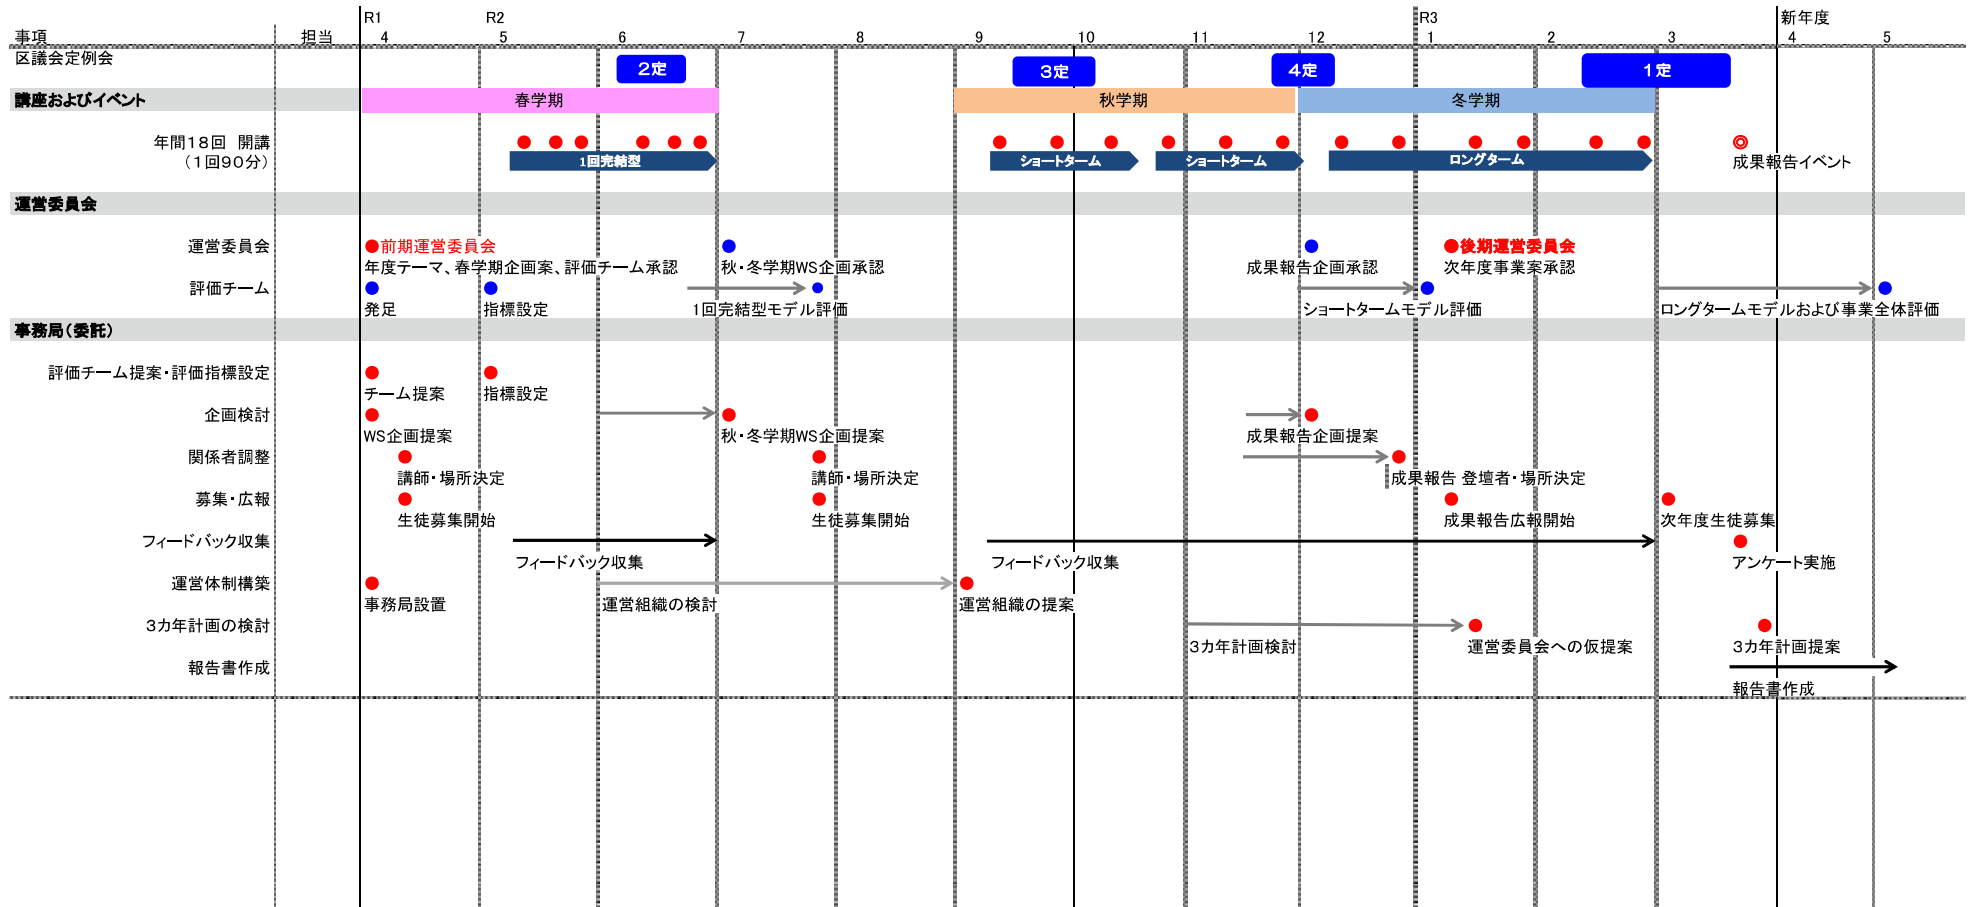 R1
R2
R3
新年度
事項
担当
4
5
6
7
8
9
10
11
12
1
2
3
4
5
区議会定例会
2定
3定
4定
1定
講座およびイベント
春学期
秋学期
冬学期
年間18回 開講
(1回90分)
1回完結型
ショートターム
ショートターム
ロングターム
成果報告イベント
運営委員会
運営委員会
前期運営委員会
後期運営委員会
年度テーマ、春学期企画案、評価チーム承認
秋・冬学期WS企画承認
成果報告企画承認
次年度事業案承認
評価チーム
発足
指標設定
1回完結型モデル評価
ショートタームモデル評価
ロングタームモデルおよび事業全体評価
事務局(委託)
評価チーム提案・評価指標設定
チーム提案
指標設定
企画検討
WS企画提案
秋・冬学期WS企画提案
成果報告企画提案
関係者調整
講師・場所決定
講師・場所決定
成果報告 登壇者・場所決定
募集・広報
生徒募集開始
生徒募集開始
成果報告広報開始
次年度生徒募集
フィードバック収集
フィードバック収集
フィードバック収集
アンケート実施
運営体制構築
事務局設置
運営組織の検討
運営組織の提案
3カ年計画の検討
3カ年計画検討
運営委員会への仮提案
3カ年計画提案
報告書作成
報告書作成